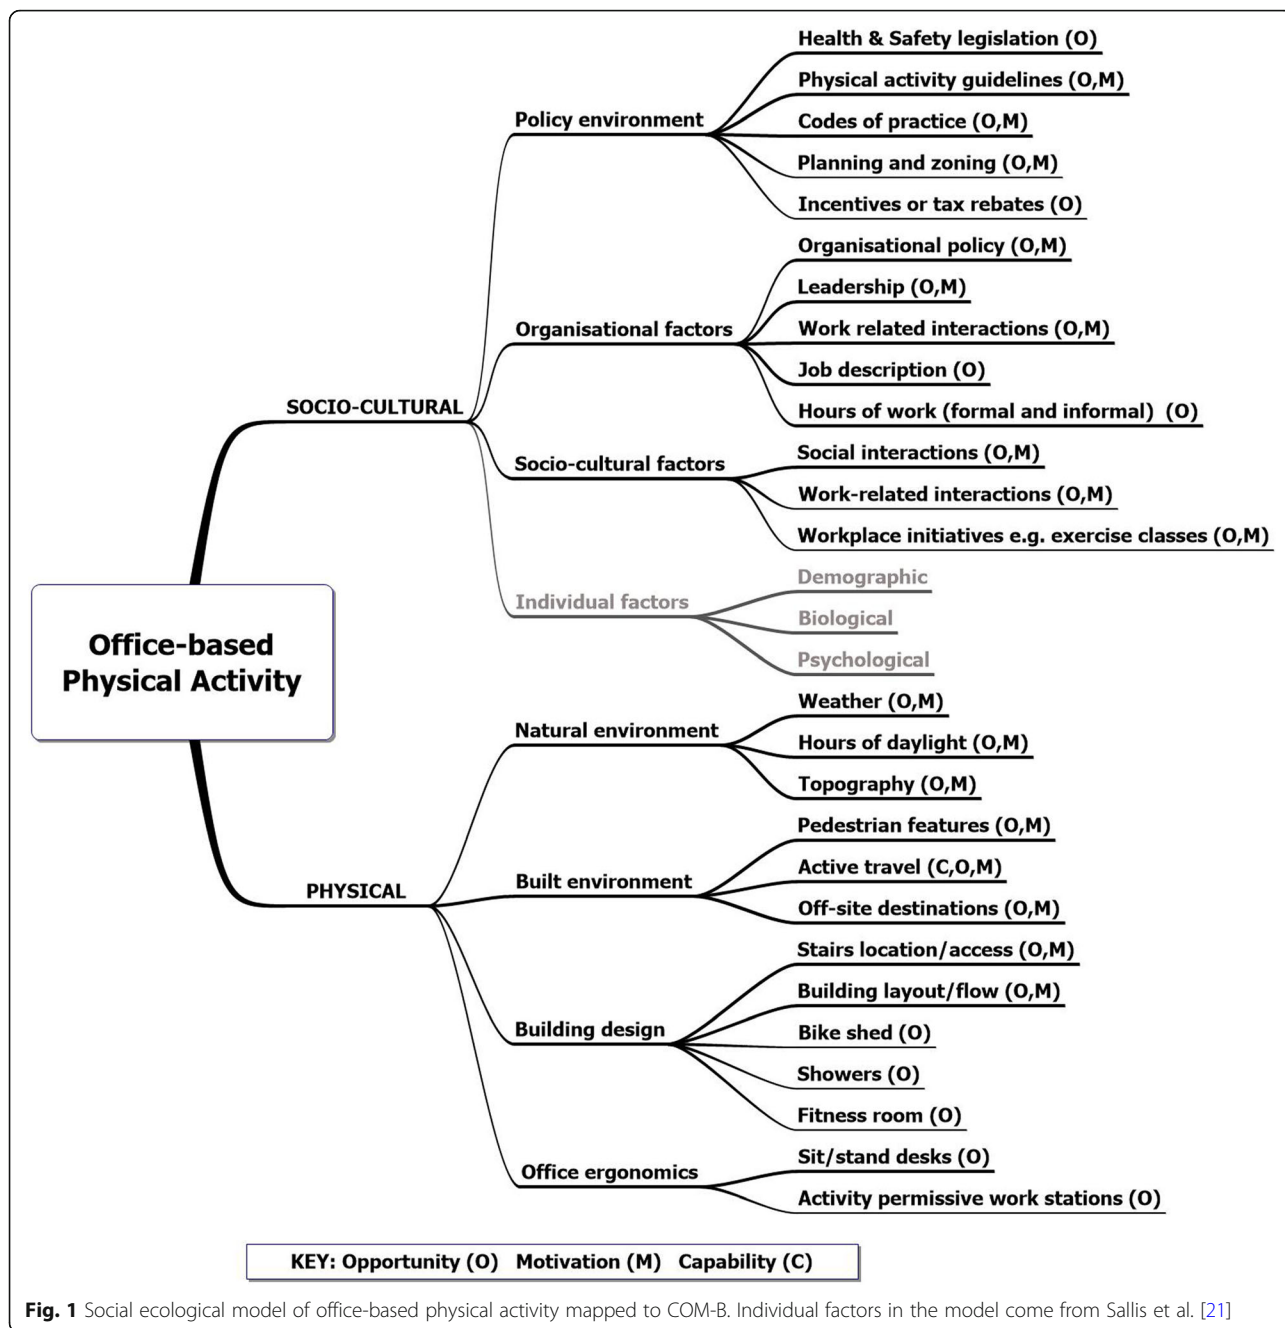 Health & Safety legislation (O)
Physical activity guidelines (O,M)
Policy environment
Codes of practice (O,M)
Planning and zoning (O,M)
Incentives or tax rebates (O)
Organisational policy (O,M)
Leadership (O,M)
Organisational factors
Work related interactions (O,M)
Job description (O)
SOCIO-CULTURAL
Hours of work (formal and informal) (O)
Socio-cultural factors
Social interactions (O,M)
Work-related interactions (O,M)
Workplace initiatives e.g. exercise classes (O,M)
Individual factors
Demographic
Biological
Psychological
Office-based
Physical Activity
Natural environment
Weather (O,M)
Hours of daylight (O,M)
Topography (O,M)
PHYSICAL
Built environment
Pedestrian features (O,M)
Active travel (C,O,M)
Off-site destinations (O,M)
Building design
Stairs location/access (O,M)
Building layout/flow (O,M)
Bike shed (O)
Showers (O)
Fitness room (O)
Office ergonomics
Sit/stand desks (O)
Activity permissive work stations (O)
KEY: Opportunity (O) Motivation (M) Capability (C)
Fig. 1 Social ecological model of office-based physical activity mapped to COM-B. Individual factors in the model come from Sallis et al. [21]